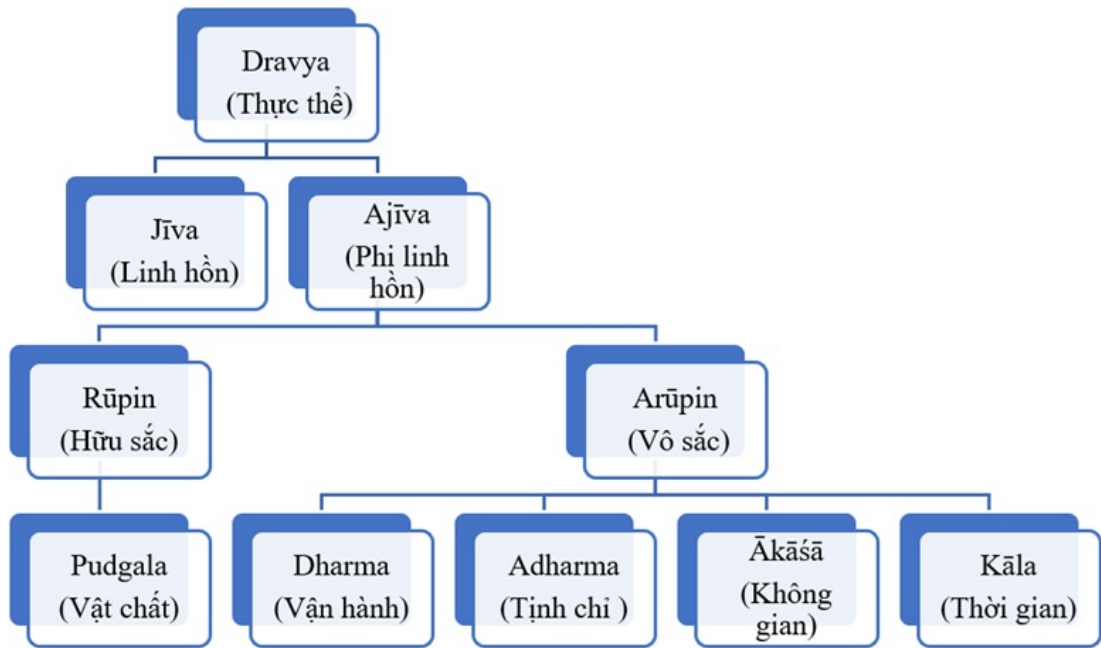 Dravya
(Thực thể)
Jīva
(Linh hồn)
Ajīva
(Phi linh
hồn)
Rūpin
(Hữu sắc)
Arūpin
(Vô sắc)
Pudgala
(Vật chất)
Dharma
(Vận hành)
Adharma
(Tịnh chỉ )
Ākāśā
(Không
gian)
Kāla
(Thời gian)